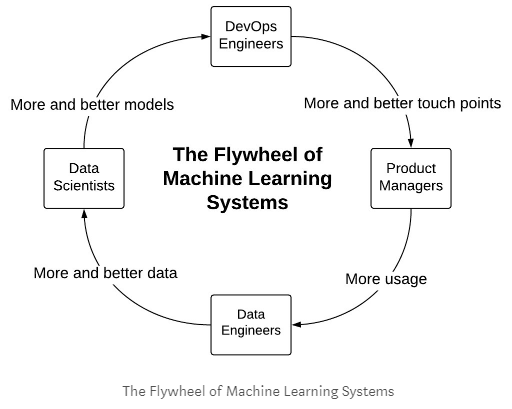 DevOps
Engineers
More and better models
More and better touch points
The Flywheel of
Machine Learning
Systems
Data
Scientists
Product
Managers
More and better data
More usage
Data
Engineers
The Flywheel of Machine Learning Systems